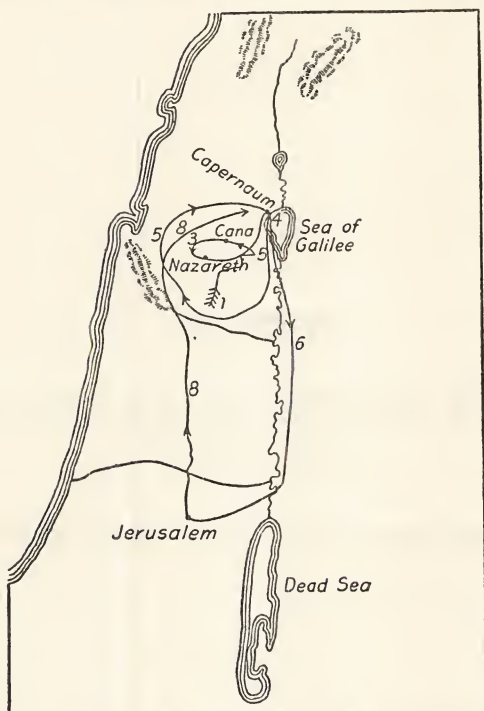 Capernaum
4
Sea of
Galilee
5
8
3
Cana
5
Nazareth
1
6
8
Jerusalem
Dead Sea